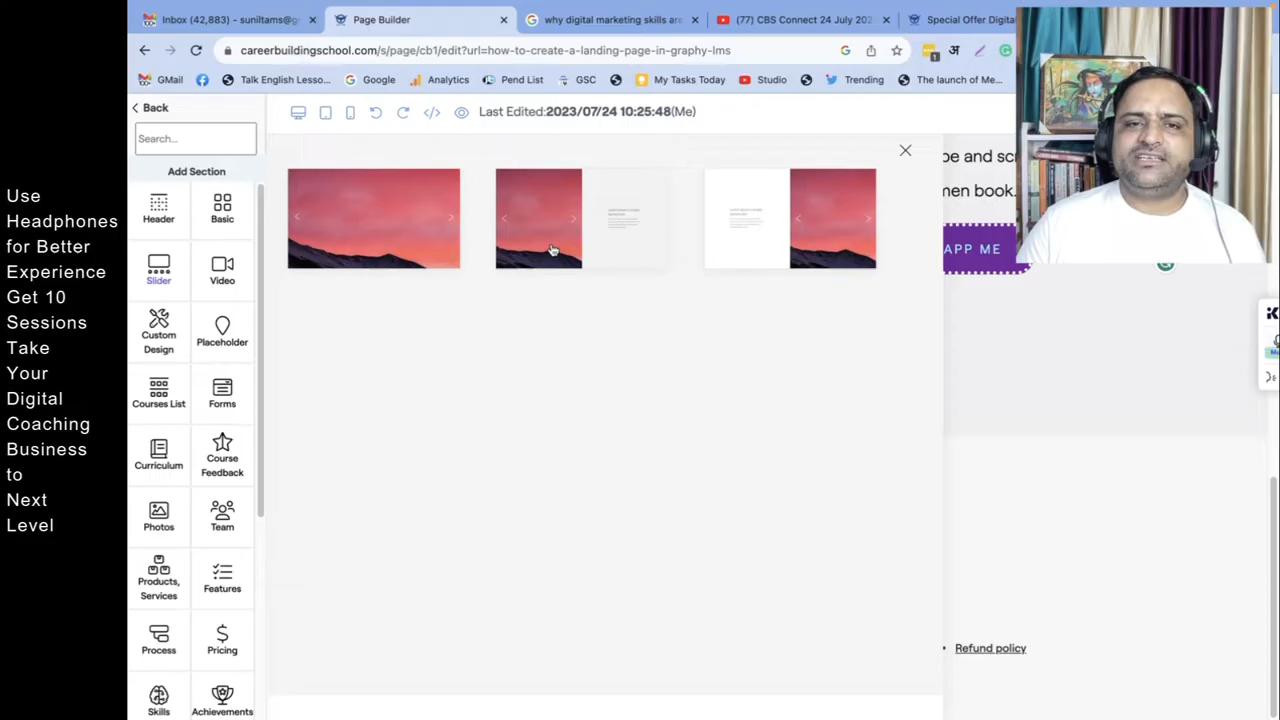 Use
Headphones
for Better
Experience
Get 10
Sessions
Take
Your
Digital
Coaching
Business
to
Next
Level
Inbox (42,883) - suniltams@g
Page Builder
why digital marketing skills are
(77) CBS Connect 24 July 202
Special Offer Digita
careerbuildingschool.com/s/page/cb1/edit?url=how-to-create-a-landing-page-in-graphy-lms
GMail
Talk English Lesso...
Google
Analytics
Pend List
GSC
My Tasks Today
Studio
Trending
The launch of Me...
Back
Last Edited:2023/07/24 10:25:48(Me)
Search...
Add Section
Header
Basic
Slider
Video
Custom
Design
Placeholder
Courses List
Forms
Curriculum
Course
Feedback
Photos
Team
Products,
Services
Features
Process
Pricing
Skills
Achievements
pe and scr
men book.
APP ME
Refund policy